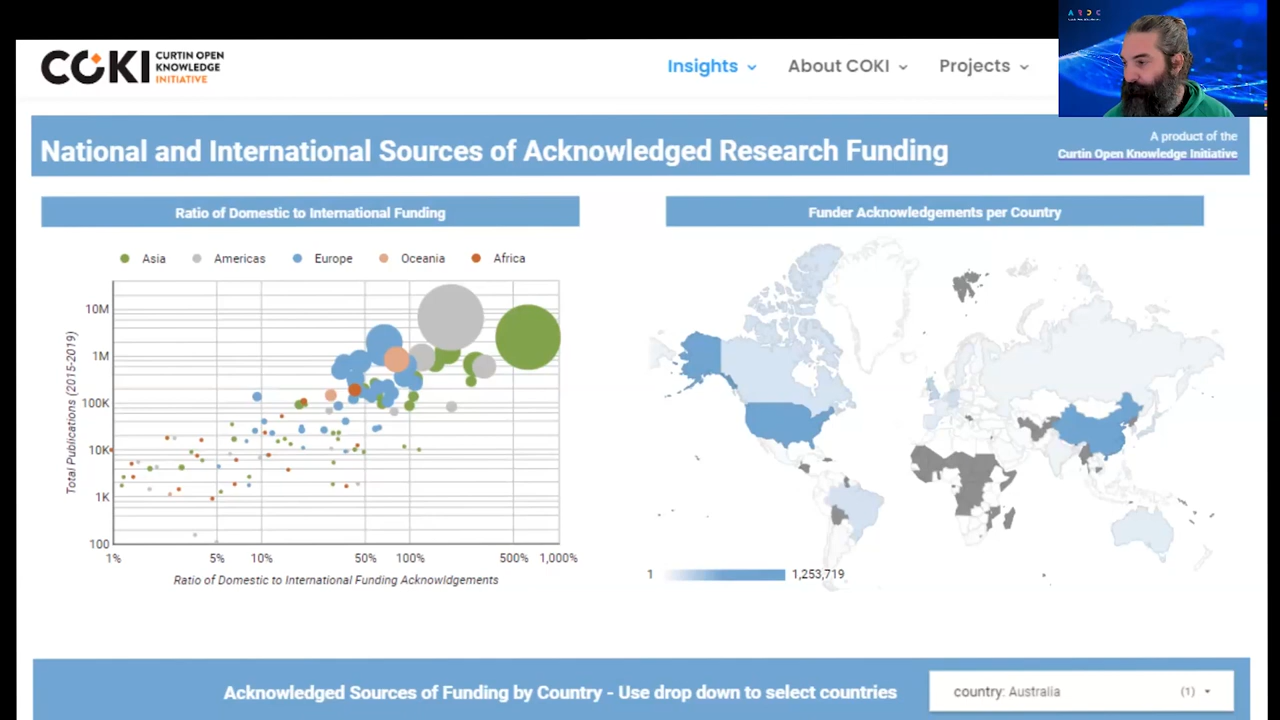 COKI
CURTIN OPEN
KNOWLEDGE
INITIATIVE
Insights
About COKI
Projects
National and International Sources of Acknowledged Research Funding
A product of the
Curtin Open Knowledge Initiative
Ratio of Domestic to International Funding
Asia
Americas
Europe
Oceania
Africa
Total Publications (2015-2019)
10M
1M
100K
10K
1K
100
1%
5%
10%
50%
100%
500%
1,000%
Ratio of Domestic to International Funding Acknowldgements
Funder Acknowledgements per Country
1
1,253,719
Acknowledged Sources of Funding by Country - Use drop down to select countries
country: Australia (1)
ARDC